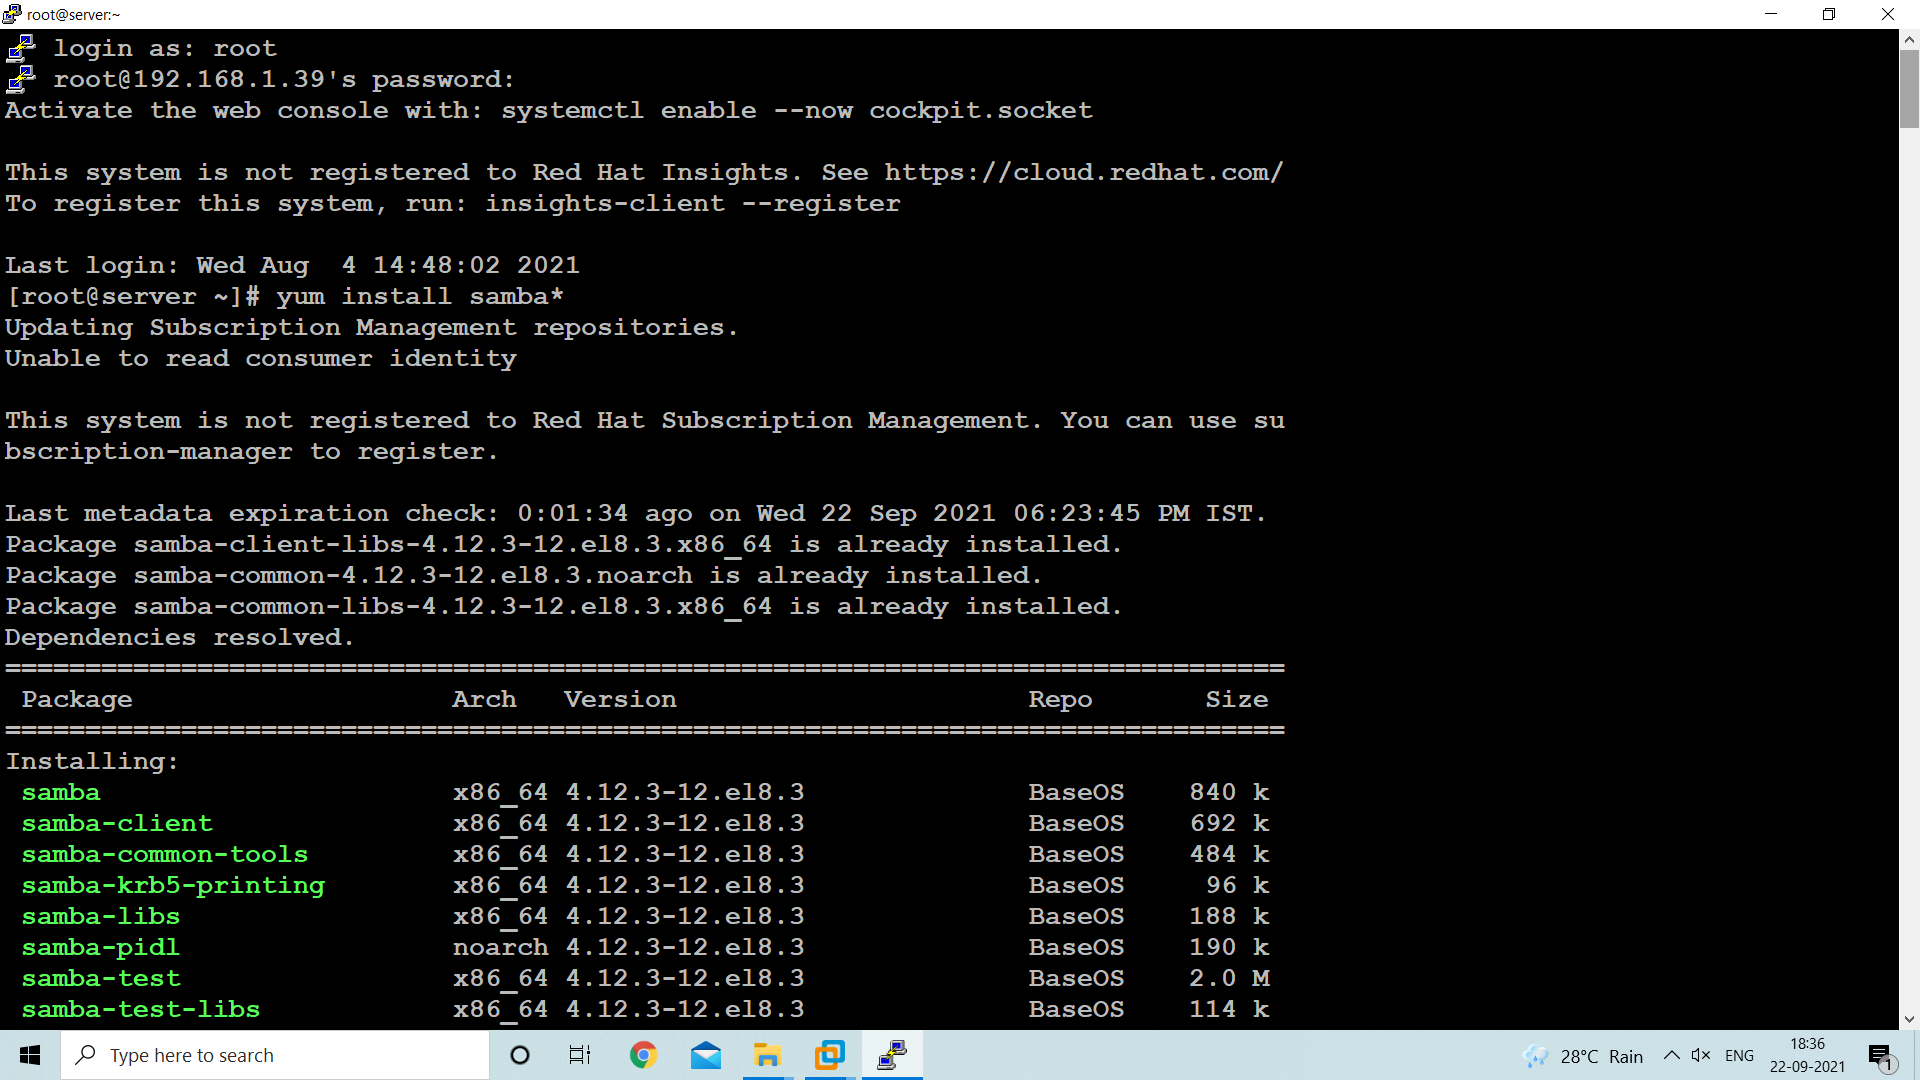 root@server:~
login as: root
root@192.168.1.39's password:
Activate the web console with: systemctl enable --now cockpit.socket
This system is not registered to Red Hat Insights. See https://cloud.redhat.com/
To register this system, run: insights-client --register
Last login: Wed Aug  4 14:48:02 2021
[root@server ~]# yum install samba*
Updating Subscription Management repositories.
Unable to read consumer identity
This system is not registered to Red Hat Subscription Management. You can use su
bscription-manager to register.
Last metadata expiration check: 0:01:34 ago on Wed 22 Sep 2021 06:23:45 PM IST.
Package samba-client-libs-4.12.3-12.el8.3.x86_64 is already installed.
Package samba-common-4.12.3-12.el8.3.noarch is already installed.
Package samba-common-libs-4.12.3-12.el8.3.x86_64 is already installed.
Dependencies resolved.
================================================================================
Package Arch Version Repo Size
================================================================================
Installing:
samba x86_64 4.12.3-12.el8.3 BaseOS 840 k
samba-client x86_64 4.12.3-12.el8.3 BaseOS 692 k
samba-common-tools x86_64 4.12.3-12.el8.3 BaseOS 484 k
samba-krb5-printing x86_64 4.12.3-12.el8.3 BaseOS 96 k
samba-libs x86_64 4.12.3-12.el8.3 BaseOS 188 k
samba-pidl noarch 4.12.3-12.el8.3 BaseOS 190 k
samba-test x86_64 4.12.3-12.el8.3 BaseOS 2.0 M
samba-test-libs x86_64 4.12.3-12.el8.3 BaseOS 114 k
Type here to search
28°C Rain
ENG
18:36
22-09-2021
1